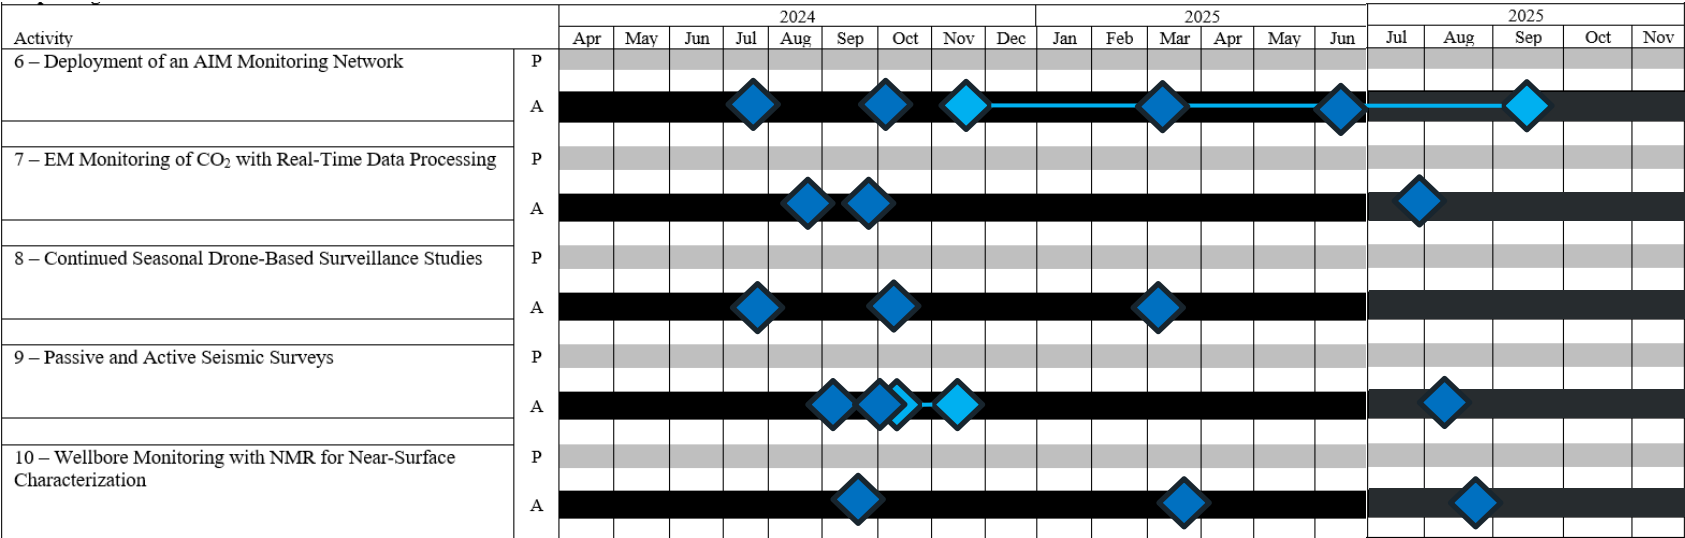 2024 2025 2025
Activity Apr May Jun Jul Aug Sep Oct Nov Dec Jan Feb Mar Apr May Jun Jul Aug Sep Oct Nov
6 – Deployment of an AIM Monitoring Network P
A
7 – EM Monitoring of CO₂ with Real-Time Data Processing P
A
8 – Continued Seasonal Drone-Based Surveillance Studies P
A
9 – Passive and Active Seismic Surveys P
A
10 – Wellbore Monitoring with NMR for Near-Surface P
Characterization
A